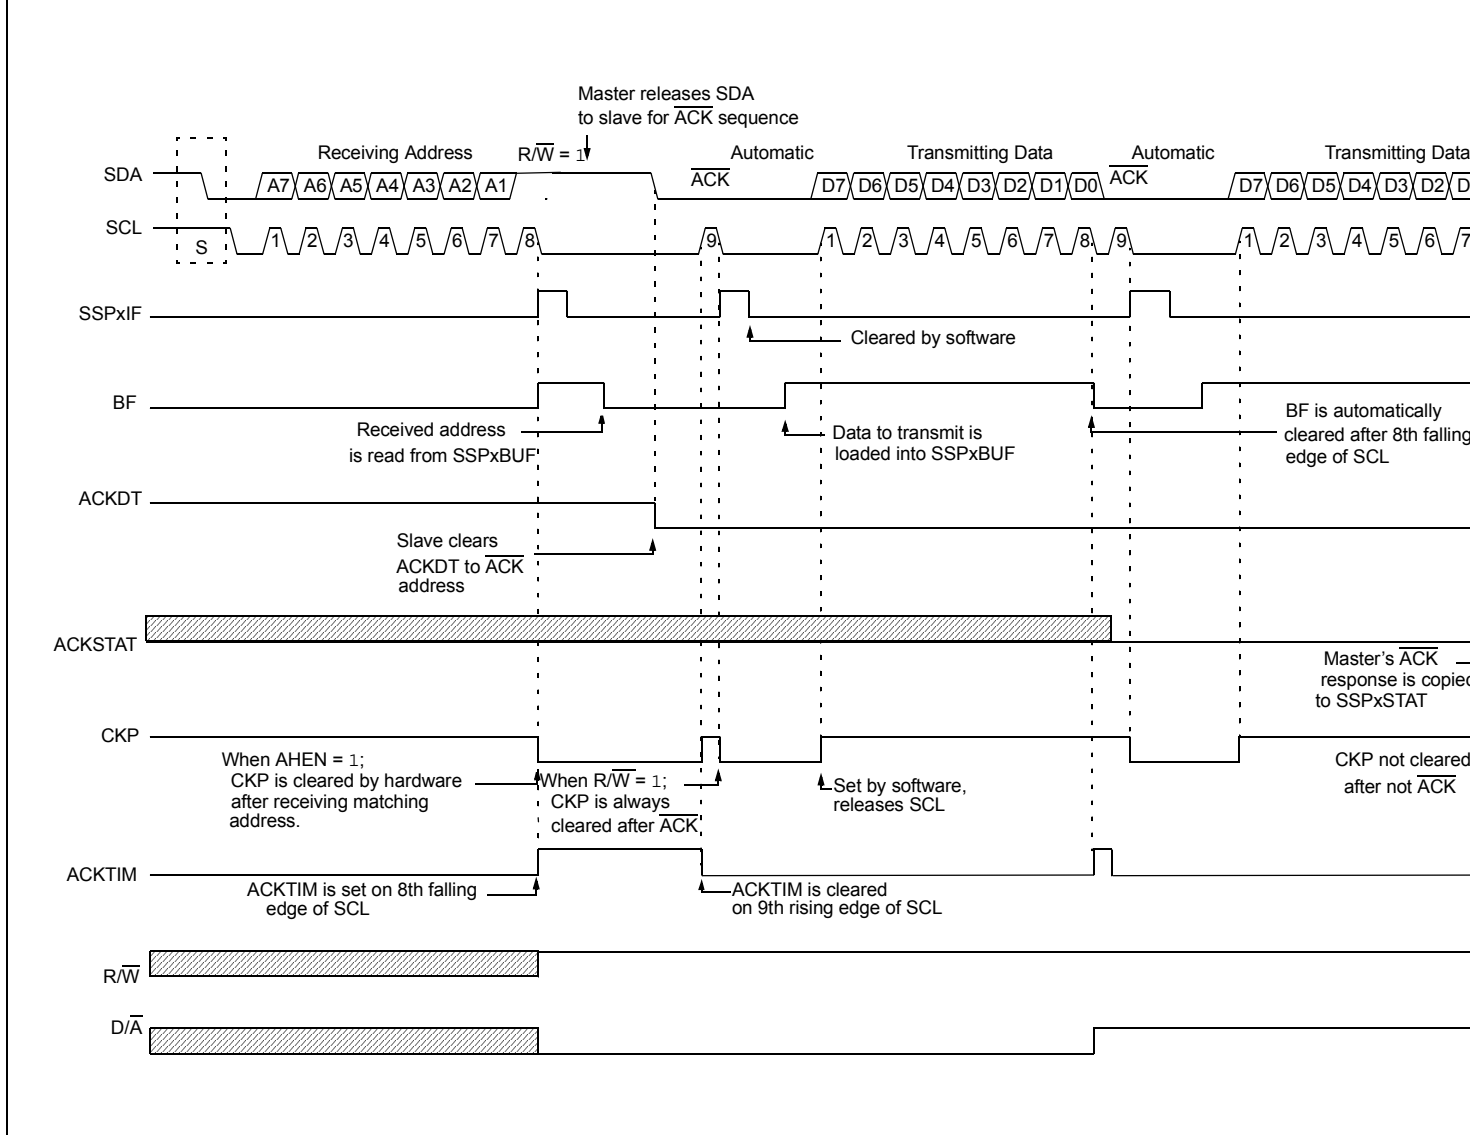 Master releases SDA
to slave for ACK sequence
Receiving Address R/W = 1 Automatic Transmitting Data Automatic Transmitting Data
SDA A7 A6 A5 A4 A3 A2 A1 ACK D7 D6 D5 D4 D3 D2 D1 D0 ACK D7 D6 D5 D4 D3 D2 D
SCL 1 2 3 4 5 6 7 8 9 1 2 3 4 5 6 7 8 9 1 2 3 4 5 6 7
S
SSPxIF
Cleared by software
BF
Received address
is read from SSPxBUF
Data to transmit is
loaded into SSPxBUF
BF is automatically
cleared after 8th falling
edge of SCL
ACKDT
Slave clears
ACKDT to ACK
address
ACKSTAT
Master's ACK
response is copied
to SSPxSTAT
CKP
When AHEN = 1;
CKP is cleared by hardware
after receiving matching
address.
When R/W = 1;
CKP is always
cleared after ACK
Set by software,
releases SCL
CKP not cleared
after not ACK
ACKTIM
ACKTIM is set on 8th falling
edge of SCL
ACKTIM is cleared
on 9th rising edge of SCL
R/W
D/A